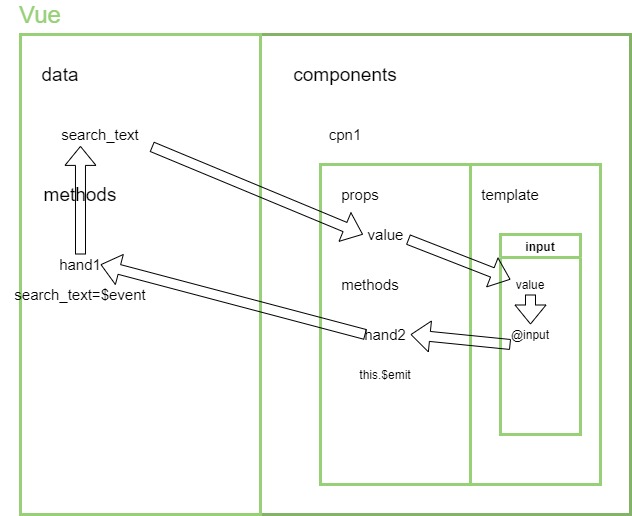 Vue
data
components
search_text
cpn1
methods
props
template
value
input
hand1
methods
value
search_text=$event
hand2
@input
this.$emit